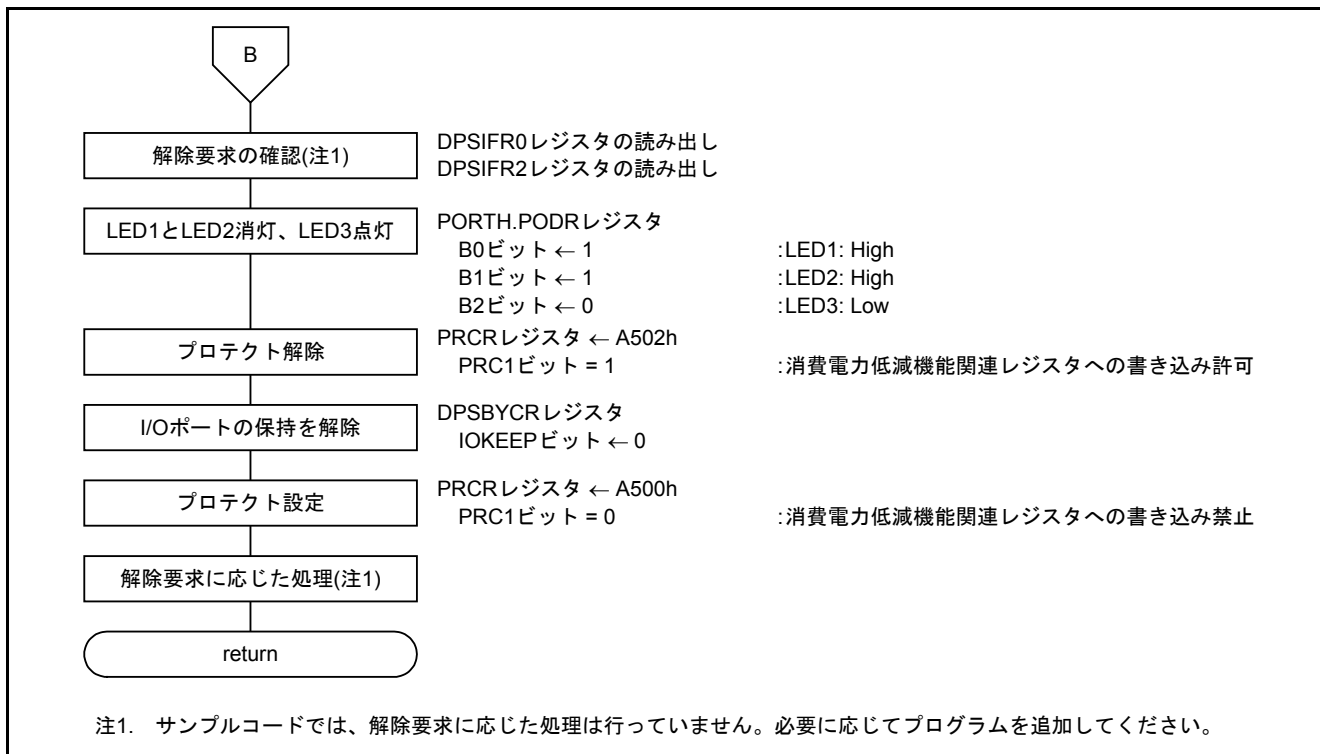 B
解除要求の確認(注1)
DPSIFR0レジスタの読み出し
DPSIFR2レジスタの読み出し
LED1とLED2消灯、LED3点灯
PORTH.PODRレジスタ
B0ビット ← 1 :LED1: High
B1ビット ← 1 :LED2: High
B2ビット ← 0 :LED3: Low
プロテクト解除
PRCRレジスタ ← A502h
PRC1ビット = 1 :消費電力低減機能関連レジスタへの書き込み許可
I/Oポートの保持を解除
DPSBYCRレジスタ
IOKEEPビット ← 0
プロテクト設定
PRCRレジスタ ← A500h
PRC1ビット = 0 :消費電力低減機能関連レジスタへの書き込み禁止
解除要求に応じた処理(注1)
return
注1. サンプルコードでは、解除要求に応じた処理は行っていません。必要に応じてプログラムを追加してください。